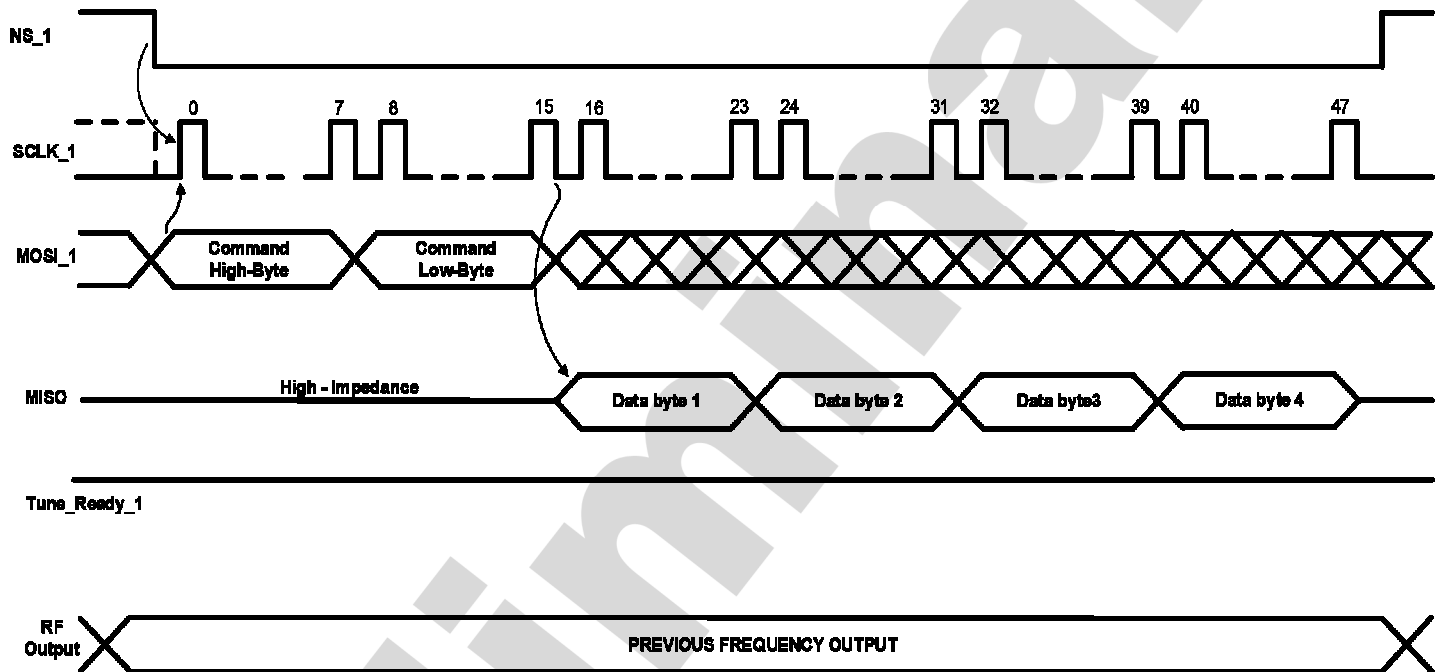 NS_1
0 7 8 15 16 23 24 31 32 39 40 47
SCLK_1
MOSI_1
Command
High-Byte
Command
Low-Byte
MISO
High - Impedance
Data byte 1
Data byte 2
Data byte3
Data byte 4
Tune_Ready_1
RF
Output
PREVIOUS FREQUENCY OUTPUT